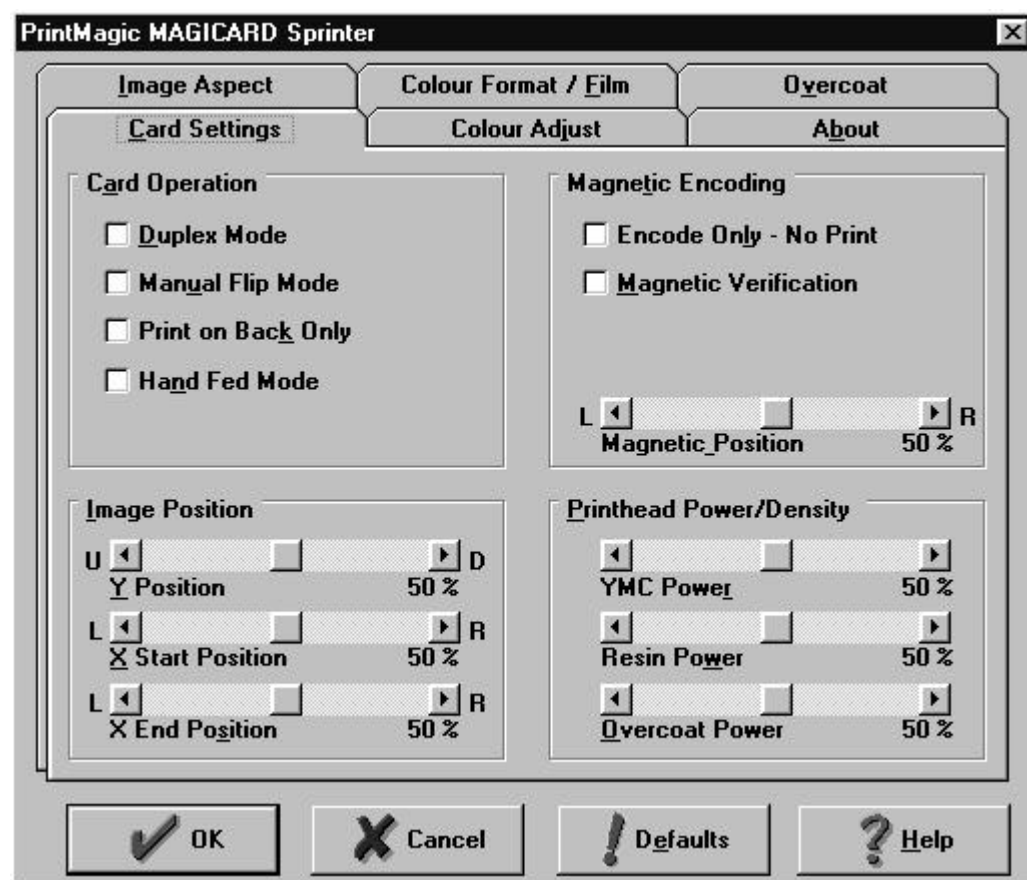 PrintMagic MAGICARD Sprinter
Image Aspect
Colour Format / Film
Overcoat
Card Settings
Colour Adjust
About
Card Operation
Duplex Mode
Manual Flip Mode
Print on Back Only
Hand Fed Mode
Magnetic Encoding
Encode Only - No Print
Magnetic Verification
L R
Magnetic_Position 50 %
Image Position
U D
Y Position 50 %
L R
X Start Position 50 %
L R
X End Position 50 %
Printhead Power/Density
YMC Power 50 %
Resin Power 50 %
Overcoat Power 50 %
OK
Cancel
Defaults
Help